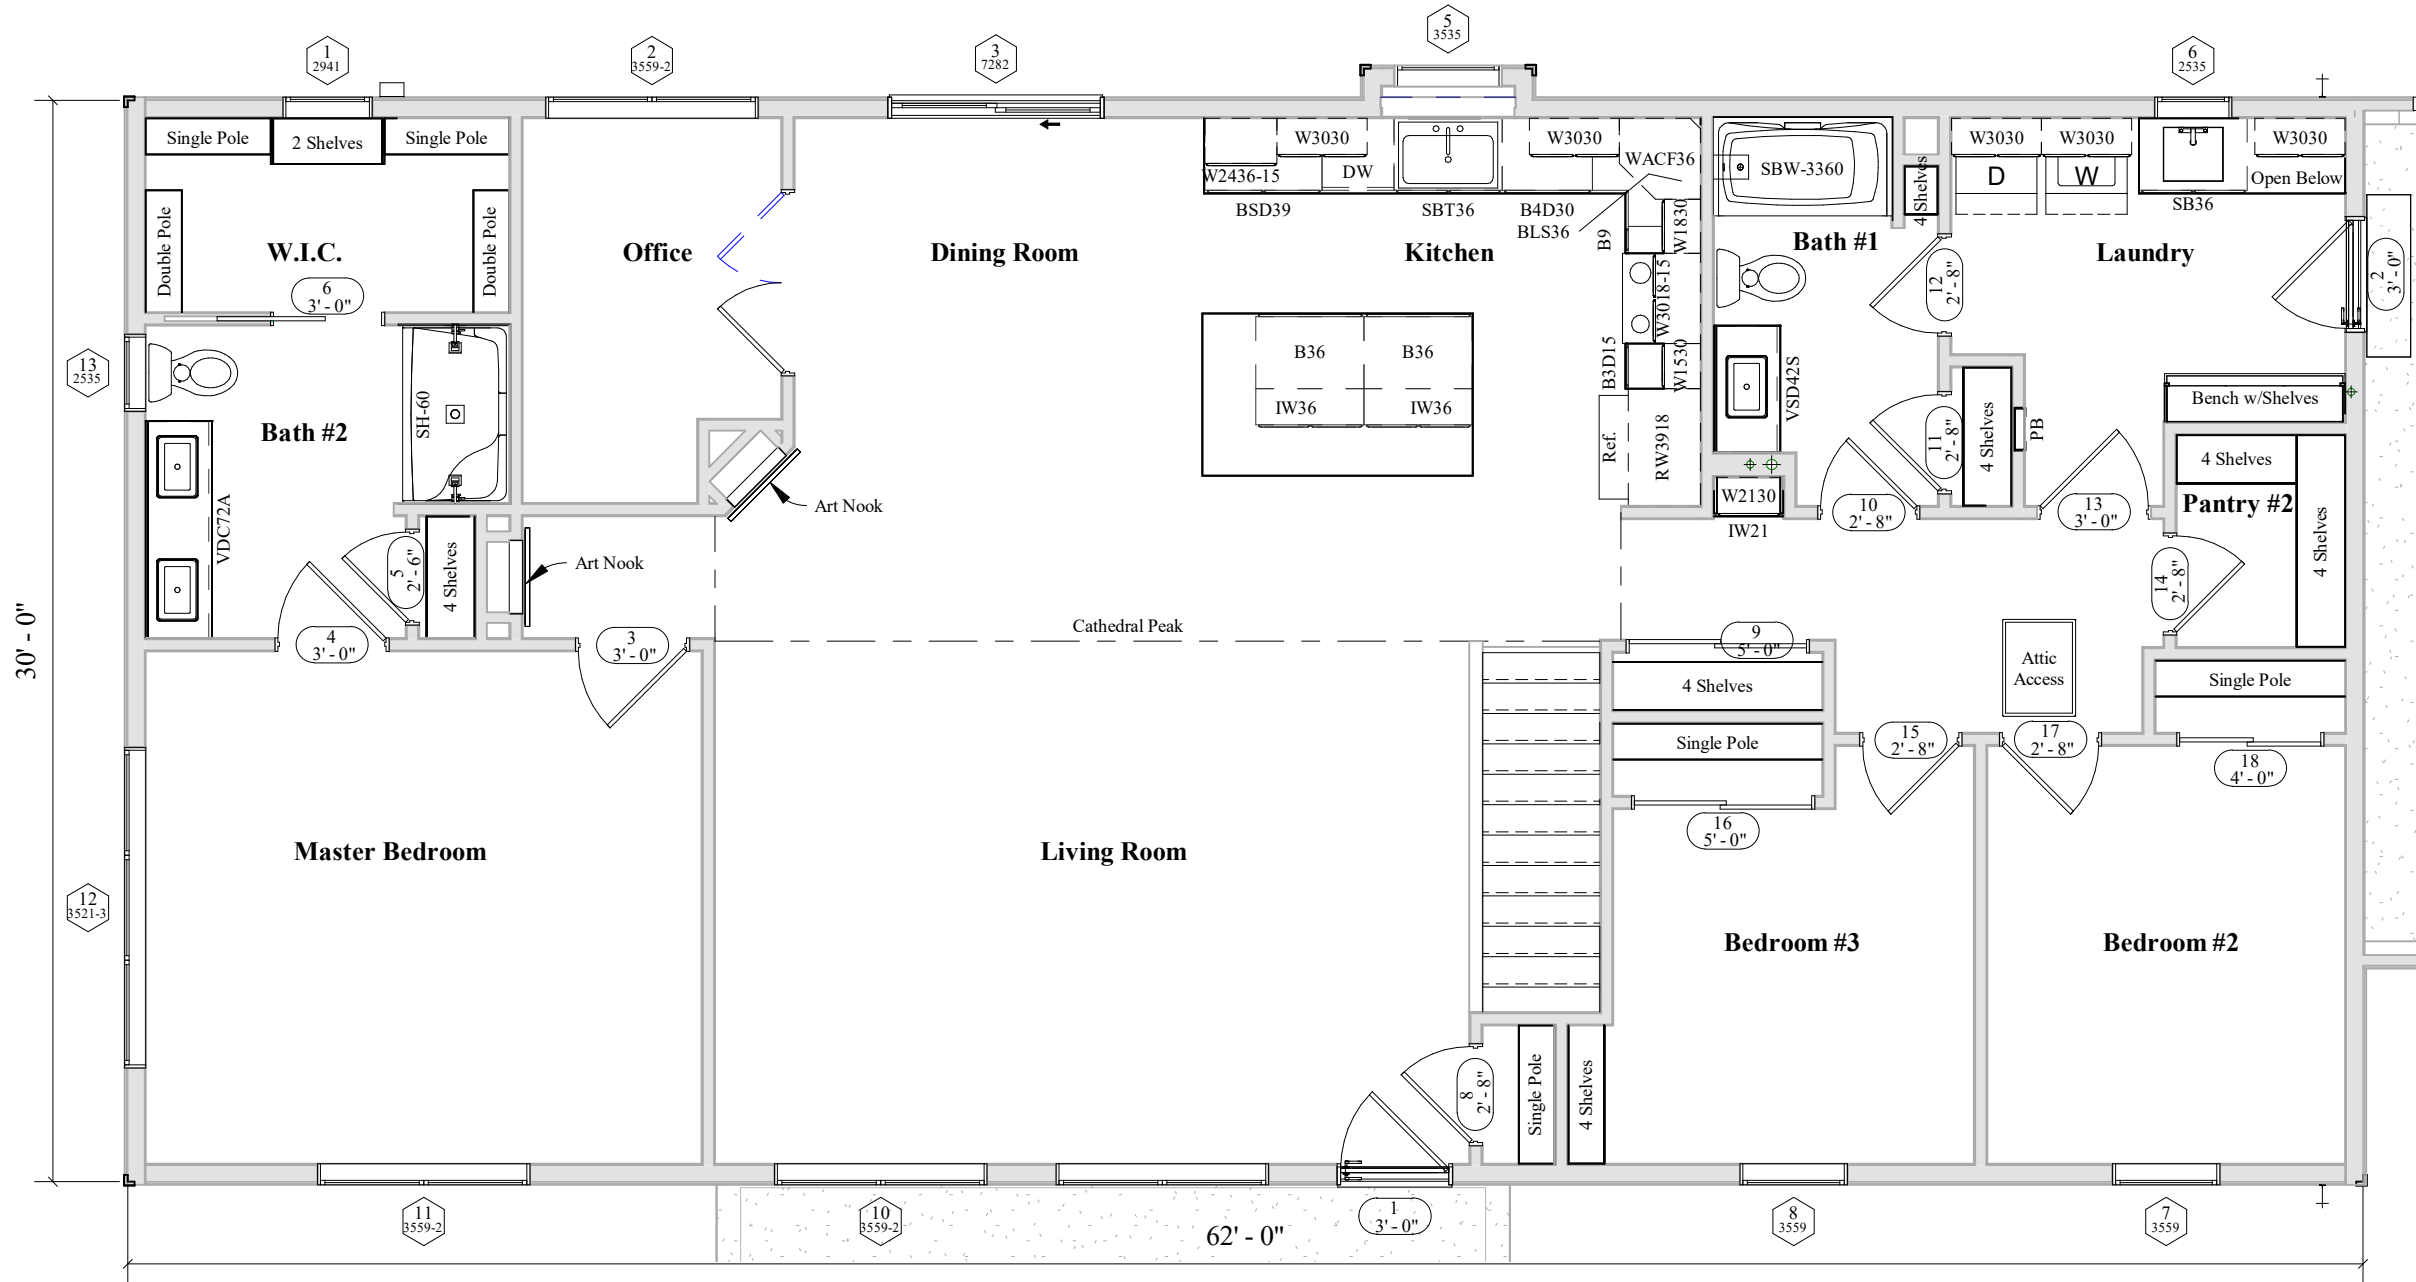 1
2941
2
3559-2
3
7282
5
3535
6
2535
Single Pole
2 Shelves
Single Pole
Double Pole
Double Pole
W.I.C.
6
3' - 0"
Office
Dining Room
Kitchen
W3030
W2436-15
DW
BSD39
SBT36
W3030
B4D30
BLS36
WACF36
B9
W1830
W3018-15
B3D15
W1530
Ref.
RW3918
B36
B36
IW36
IW36
SBW-3360
4 Shelves
Bath #1
VSD42S
W2130
IW21
12
2' - 8"
11
2' - 8"
4 Shelves
PB
10
2' - 8"
W3030
W3030
W3030
D
W
Open Below
SB36
Laundry
2
3' - 0"
Bench w/Shelves
13
3' - 0"
4 Shelves
Pantry #2
4 Shelves
14
2' - 8"
13
2535
SH-60
Bath #2
VDC72A
5
2' - 6"
4 Shelves
Art Nook
Art Nook
4
3' - 0"
3
3' - 0"
30' - 0"
Cathedral Peak
9
5' - 0"
4 Shelves
Single Pole
16
5' - 0"
Attic
Access
Single Pole
15
2' - 8"
17
2' - 8"
18
4' - 0"
12
3521-3
Master Bedroom
Living Room
Bedroom #3
Bedroom #2
8
2' - 8"
Single Pole
4 Shelves
11
3559-2
10
3559-2
1
3' - 0"
8
3559
7
3559
62' - 0"